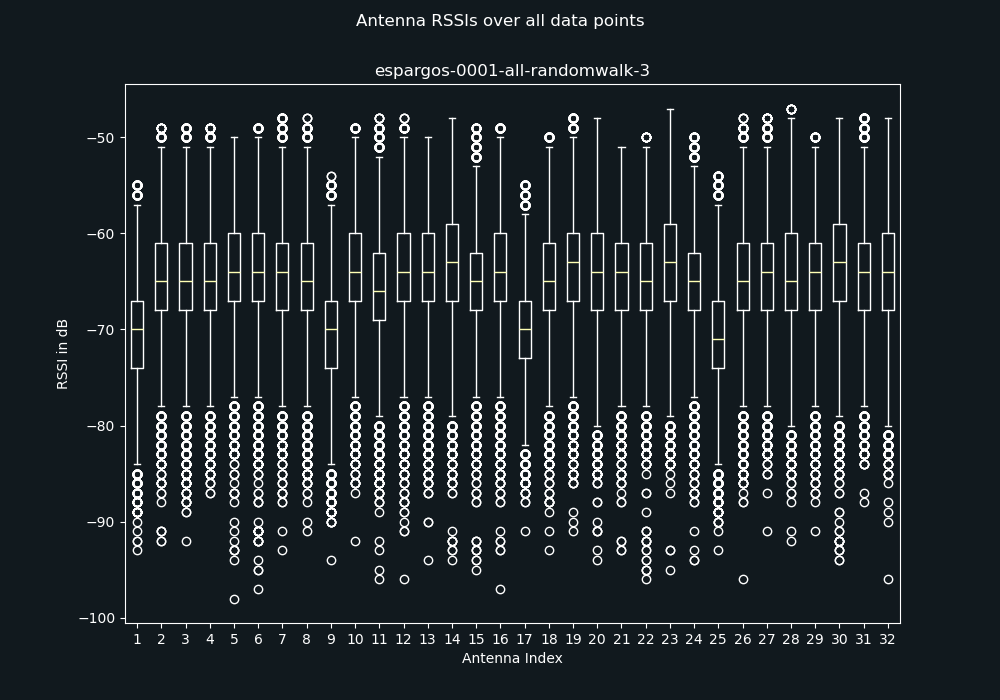 Antenna RSSIs over all data points
espargos-0001-all-randomwalk-3
−50
−60
−70
−80
−90
−100
RSSI in dB
1 2 3 4 5 6 7 8 9 10 11 12 13 14 15 16 17 18 19 20 21 22 23 24 25 26 27 28 29 30 31 32
Antenna Index